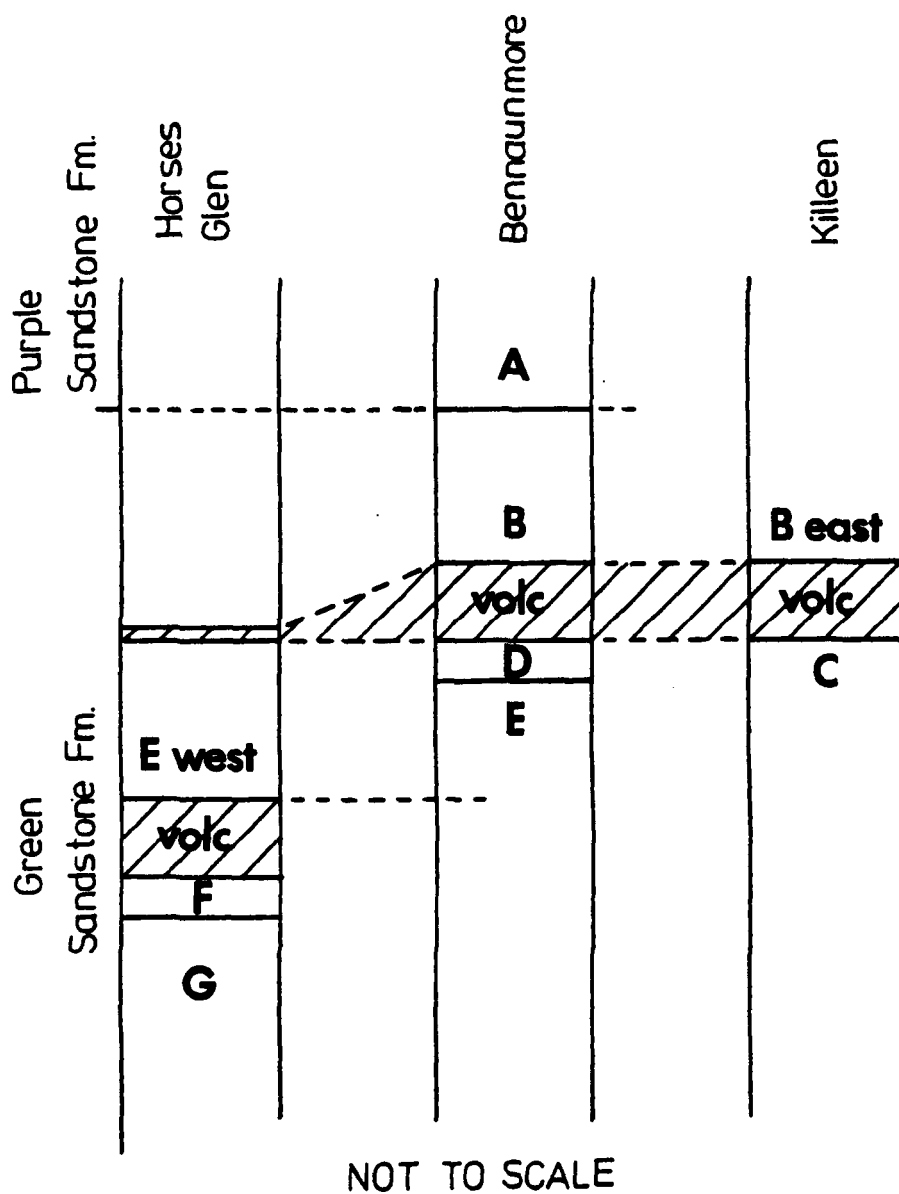 Purple
Sandstone Fm.
Horses
Glen
Bennaunmore
Killeen
A
B
B east
volc
volc
D
C
E
Green
Sandstone Fm.
E west
volc
F
G
NOT TO SCALE